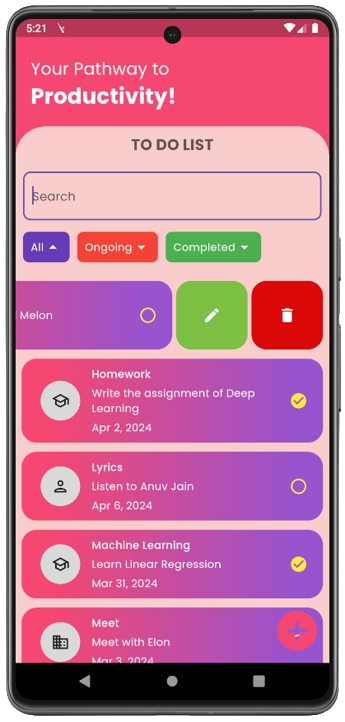 5:21
Your Pathway to
Productivity!
TO DO LIST
Search
All Ongoing Completed
Melon
Homework
Write the assignment of Deep
Learning
Apr 2, 2024
Lyrics
Listen to Anuv Jain
Apr 6, 2024
Machine Learning
Learn Linear Regression
Mar 31, 2024
Meet
Meet with Elon
Mar 3, 2024